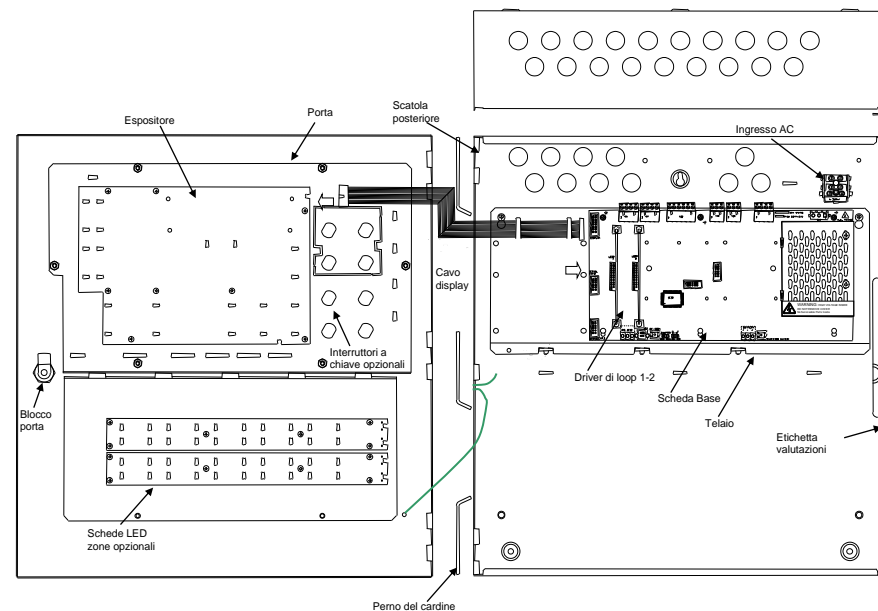 Scatola
posteriore
Porta
Espositore
Ingresso AC
Cavo
display
Interruttori a
chiave opzionali
Driver di loop 1-2
Scheda Base
Blocco
porta
Telaio
Etichetta
valutazioni
Schede LED
zone opzionali
Perno del cardine